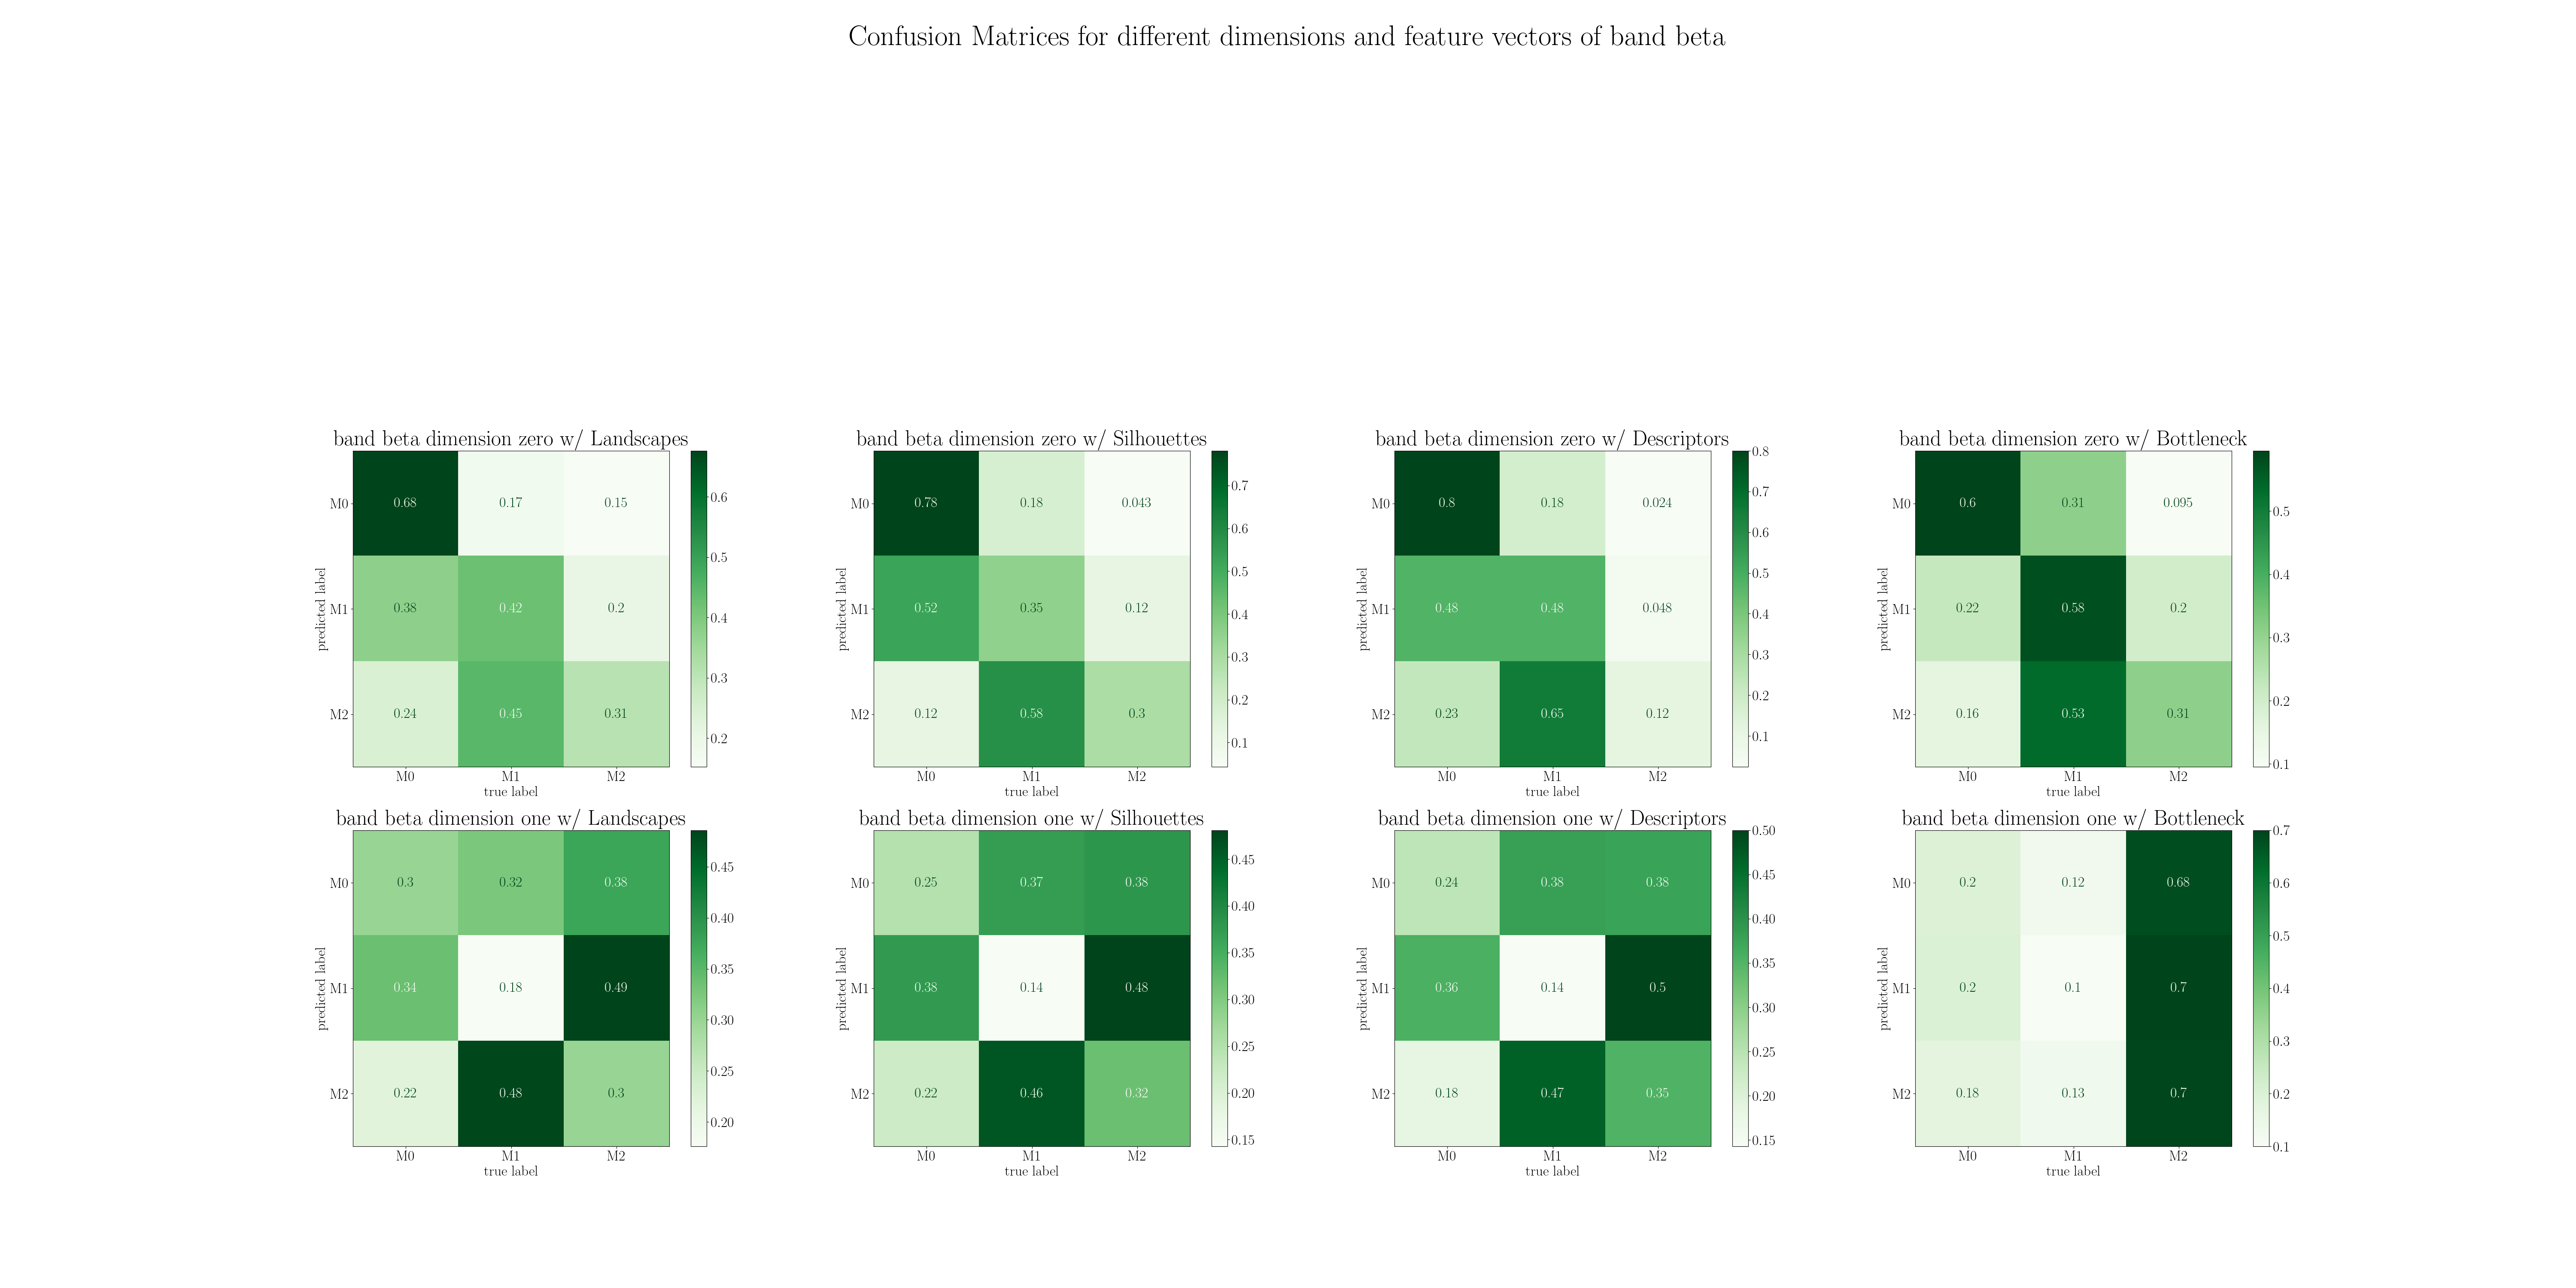 Confusion Matrices for different dimensions and feature vectors of band beta
band beta dimension zero w/ Landscapes
predicted label
M0 0.68 0.17 0.15
M1 0.38 0.42 0.2
M2 0.24 0.45 0.31
M0 M1 M2
true label
0.6
0.5
0.4
0.3
0.2
band beta dimension zero w/ Silhouettes
predicted label
M0 0.78 0.18 0.043
M1 0.52 0.35 0.12
M2 0.12 0.58 0.3
M0 M1 M2
true label
0.7
0.6
0.5
0.4
0.3
0.2
0.1
band beta dimension zero w/ Descriptors
predicted label
M0 0.8 0.18 0.024
M1 0.48 0.48 0.048
M2 0.23 0.65 0.12
M0 M1 M2
true label
0.8
0.7
0.6
0.5
0.4
0.3
0.2
0.1
band beta dimension zero w/ Bottleneck
predicted label
M0 0.6 0.31 0.095
M1 0.22 0.58 0.2
M2 0.16 0.53 0.31
M0 M1 M2
true label
0.5
0.4
0.3
0.2
0.1
band beta dimension one w/ Landscapes
predicted label
M0 0.3 0.32 0.38
M1 0.34 0.18 0.49
M2 0.22 0.48 0.3
M0 M1 M2
true label
0.45
0.40
0.35
0.30
0.25
0.20
band beta dimension one w/ Silhouettes
predicted label
M0 0.25 0.37 0.38
M1 0.38 0.14 0.48
M2 0.22 0.46 0.32
M0 M1 M2
true label
0.45
0.40
0.35
0.30
0.25
0.20
0.15
band beta dimension one w/ Descriptors
predicted label
M0 0.24 0.38 0.38
M1 0.36 0.14 0.5
M2 0.18 0.47 0.35
M0 M1 M2
true label
0.50
0.45
0.40
0.35
0.30
0.25
0.20
0.15
band beta dimension one w/ Bottleneck
predicted label
M0 0.2 0.12 0.68
M1 0.2 0.1 0.7
M2 0.18 0.13 0.7
M0 M1 M2
true label
0.7
0.6
0.5
0.4
0.3
0.2
0.1